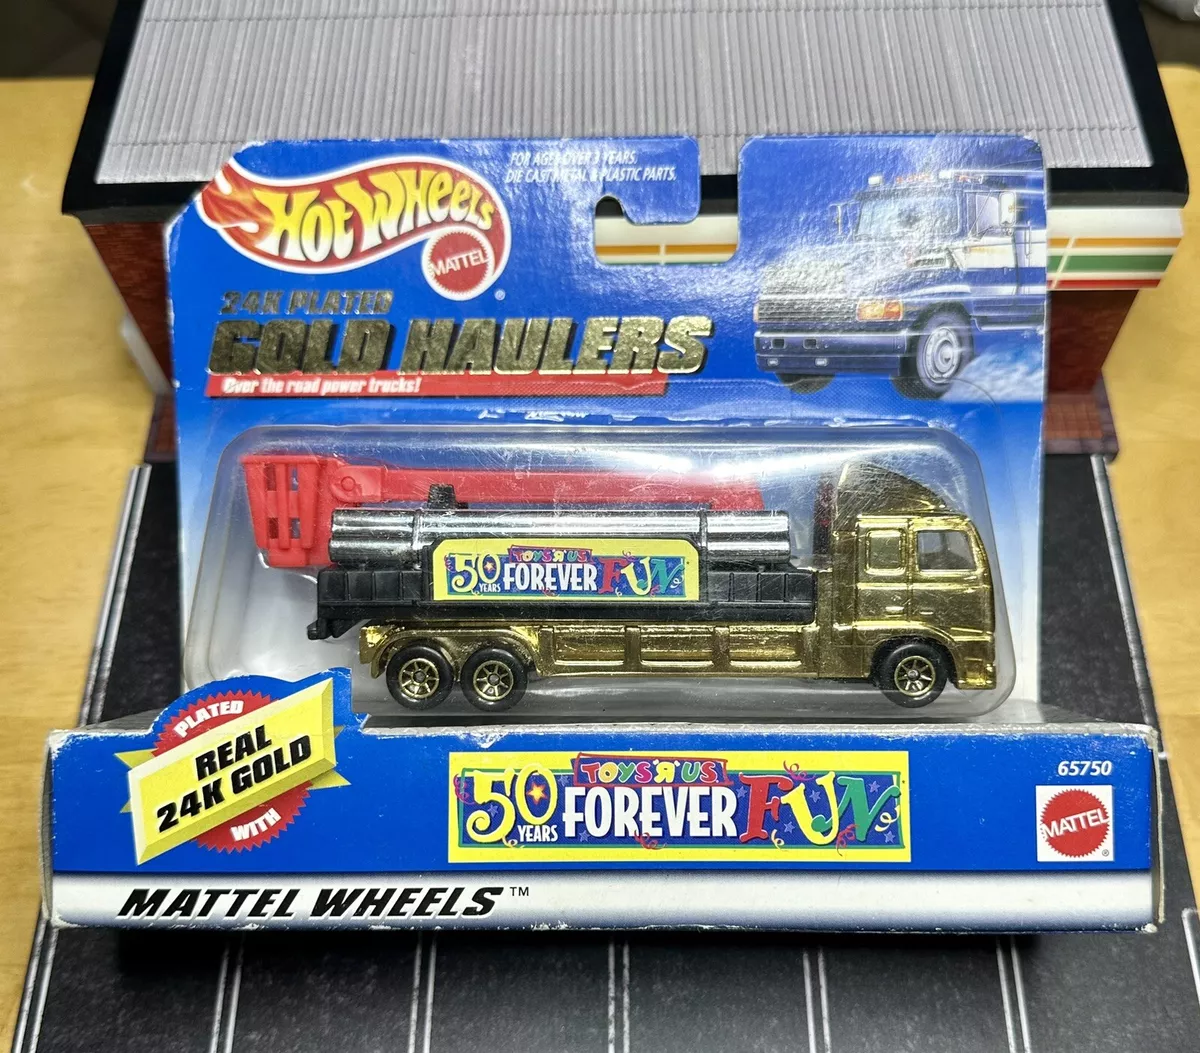 FOR AGES OVER 3 YEARS.
DIE CAST METAL & PLASTIC PARTS.
HOT WHEELS
MATTEL
®
24K PLATED
GOLD HAULERS
Over the road power trucks!
TOYS "R" US
50 YEARS FOREVER FUN
PLATED
REAL
24K GOLD
WITH
TOYS "R" US
50 YEARS FOREVER FUN
65750
MATTEL
®
MATTEL WHEELS™